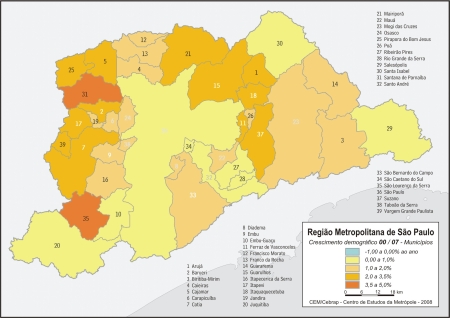 21 Mairiporã
22 Mauá
23 Mogi das Cruzes
24 Osasco
25 Pirapora do Bom Jesus
26 Poá
27 Ribeirão Pires
28 Rio Grande da Serra
29 Salesópolis
30 Santa Isabel
31 Santana de Parnaíba
32 Santo André
12
30
13
21
25
5
4
1
15
14
31
18
2
17
19
26
11
37
39
7
9
3
29
24
16
27
28
35
33
10
20
33 São Bernardo do Campo
34 São Caetano do Sul
35 São Lourenço da Serra
36 São Paulo
37 Suzano
38 Taboão da Serra
39 Vargem Grande Paulista
8 Diadema
9 Embu
10 Embu-Guaçu
11 Ferraz de Vasconcelos
12 Francisco Morato
13 Franco da Rocha
14 Guararema
15 Guarulhos
16 Itapecerica da Serra
17 Itapevi
18 Itaquaquecetuba
19 Jandira
20 Juquitiba
1 Arujá
2 Barueri
3 Biritiba-Mirim
4 Caieiras
5 Cajamar
6 Carapicuíba
7 Cotia
Região Metropolitana de São Paulo
Crescimento demográfico 00 / 07 - Municípios
-1,00 a 0,00% ao ano
0,00 a 1,0%
1,0 a 2,0%
2,0 a 3,5%
3,5 a 5,0%
0 6 12 18 km
CEM/Cebrap - Centro de Estudos da Metrópole - 2008